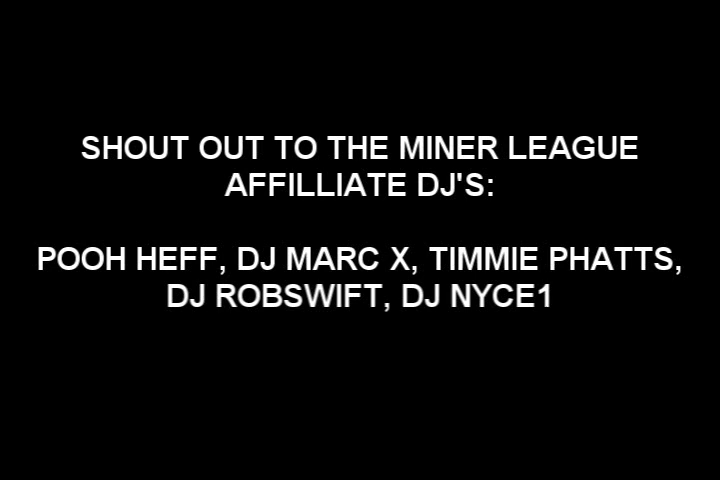 SHOUT OUT TO THE MINER LEAGUE
AFFILLIATE DJ'S:
POOH HEFF, DJ MARC X, TIMMIE PHATTS,
DJ ROBSWIFT, DJ NYCE1